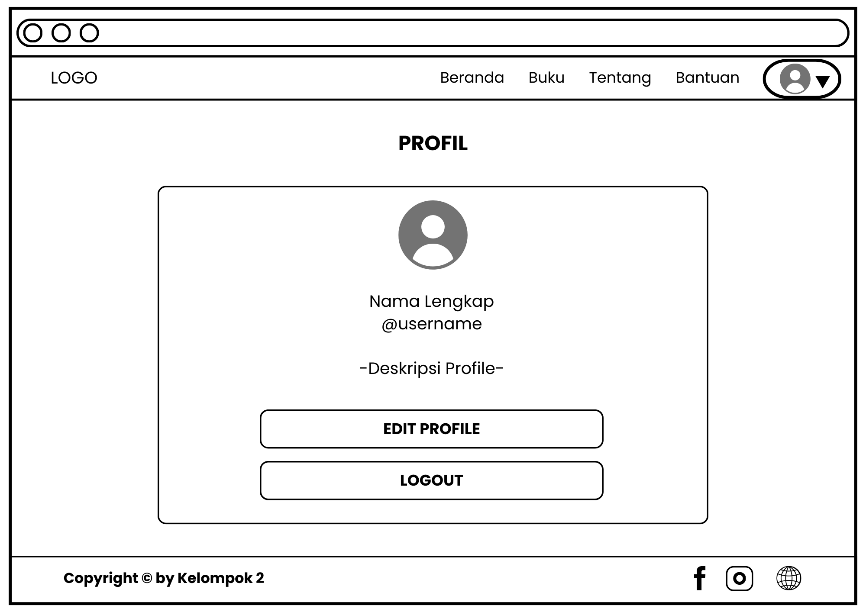 LOGO
Beranda Buku Tentang Bantuan
PROFIL
Nama Lengkap
@username
-Deskripsi Profile-
EDIT PROFILE
LOGOUT
Copyright © by Kelompok 2